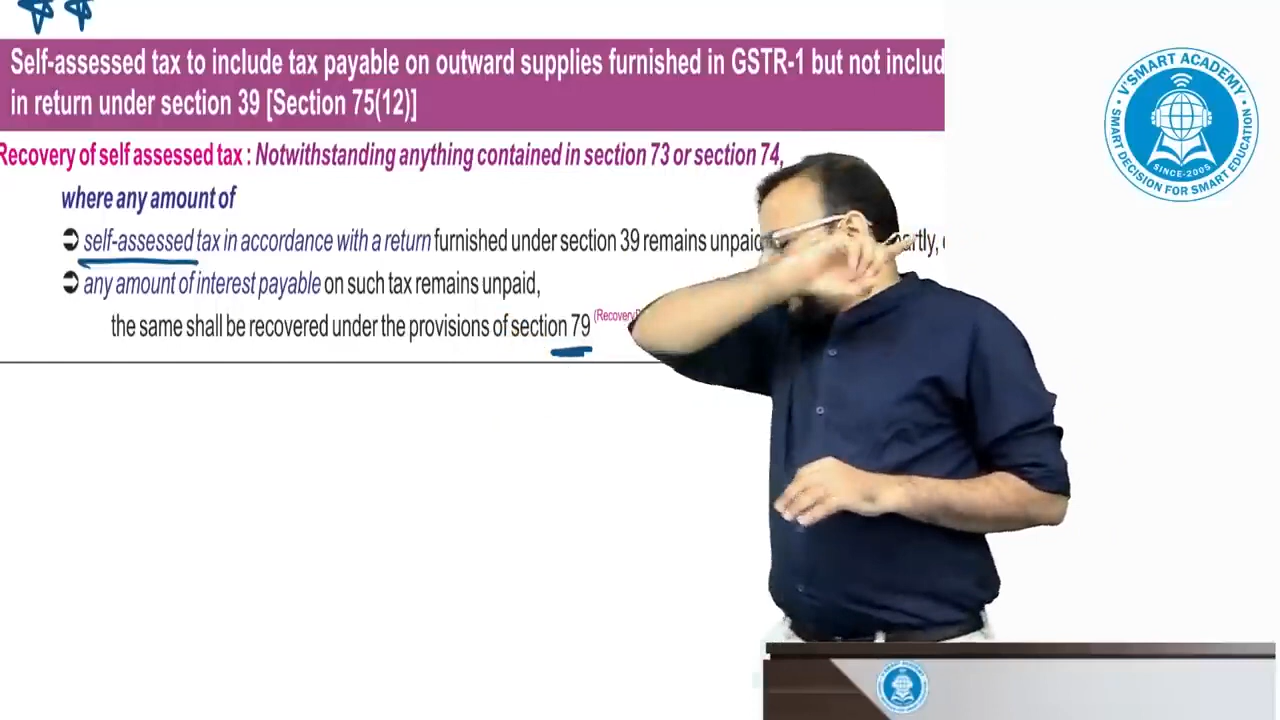 Self-assessed tax to include tax payable on outward supplies furnished in GSTR-1 but not includ
in return under section 39 [Section 75(12)]
Recovery of self assessed tax : Notwithstanding anything contained in section 73 or section 74,
where any amount of
➲ self-assessed tax in accordance with a return furnished under section 39 remains unpaid
➲ any amount of interest payable on such tax remains unpaid,
the same shall be recovered under the provisions of section 79 (Recovery
V'SMART ACADEMY
SINCE-2005
SMART DECISION FOR SMART EDUCATION